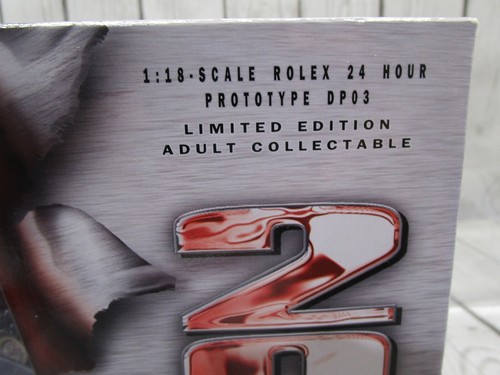 1:18-SCALE ROLEX 24 HOUR
PROTOTYPE DP03
LIMITED EDITION
ADULT COLLECTABLE
2